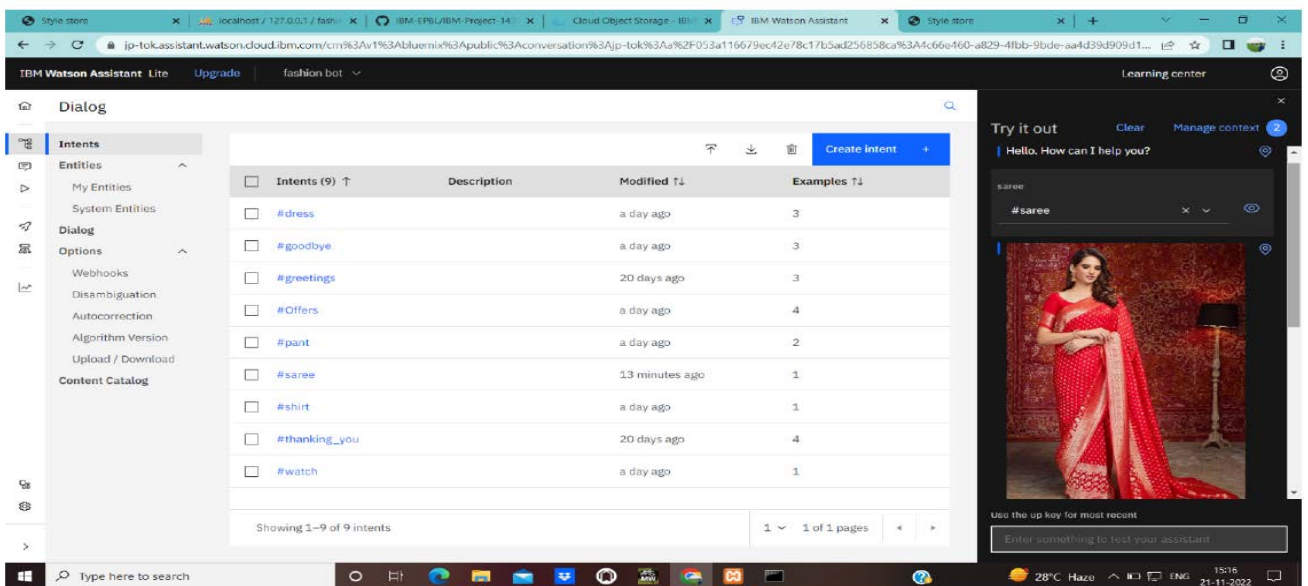 Style store
localhost / 127.0.0.1 / fash
IBM-EPBL/IBM-Project-14
Cloud Object Storage - IBM
IBM Watson Assistant
Style store
IBM Watson Assistant Lite Upgrade fashion bot
Learning center
Dialog
Intents
Entities
My Entities
System Entities
Dialog
Options
Webhooks
Disambiguation
Autocorrection
Algorithm Version
Upload / Download
Content Catalog
Create intent +
Intents (9) ↑ Description Modified ↑↓ Examples ↑↓
#dress a day ago 3
#goodbye a day ago 3
#greetings 20 days ago 3
#Offers a day ago 4
#pant a day ago 2
#saree 13 minutes ago 1
#shirt a day ago 1
#thanking_you 20 days ago 4
#watch a day ago 1
Showing 1–9 of 9 intents
1 1 of 1 pages
Try it out Clear Manage context 2
Hello. How can I help you?
saree
#saree
Use the up key for most recent
Enter something to test your assistant
Type here to search
28°C Haze ENG 15:16
21-11-2022